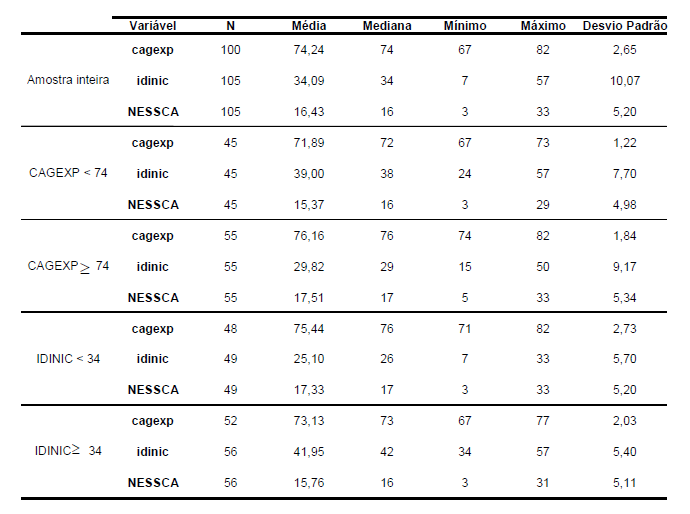 Variável N Média Mediana Mínimo Máximo Desvio Padrão
cagexp 100 74,24 74 67 82 2,65
Amostra inteira idinic 105 34,09 34 7 57 10,07
NESSCA 105 16,43 16 3 33 5,20
cagexp 45 71,89 72 67 73 1,22
CAGEXP < 74 idinic 45 39,00 38 24 57 7,70
NESSCA 45 15,37 16 3 29 4,98
cagexp 55 76,16 76 74 82 1,84
CAGEXP ≥ 74 idinic 55 29,82 29 15 50 9,17
NESSCA 55 17,51 17 5 33 5,34
cagexp 48 75,44 76 71 82 2,73
IDINIC < 34 idinic 49 25,10 26 7 33 5,70
NESSCA 49 17,33 17 3 33 5,20
cagexp 52 73,13 73 67 77 2,03
IDINIC ≥ 34 idinic 56 41,95 42 34 57 5,40
NESSCA 56 15,76 16 3 31 5,11